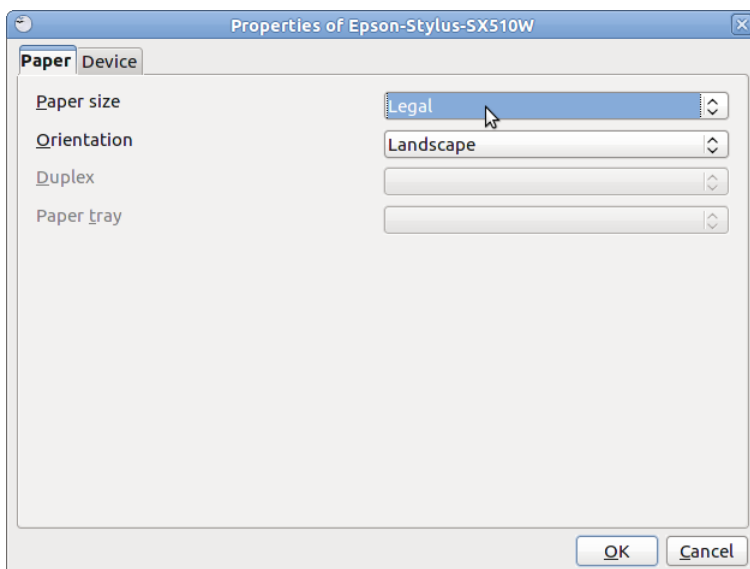 Properties of Epson-Stylus-SX510W
Paper Device
Paper size Legal
Orientation Landscape
Duplex
Paper tray
OK Cancel